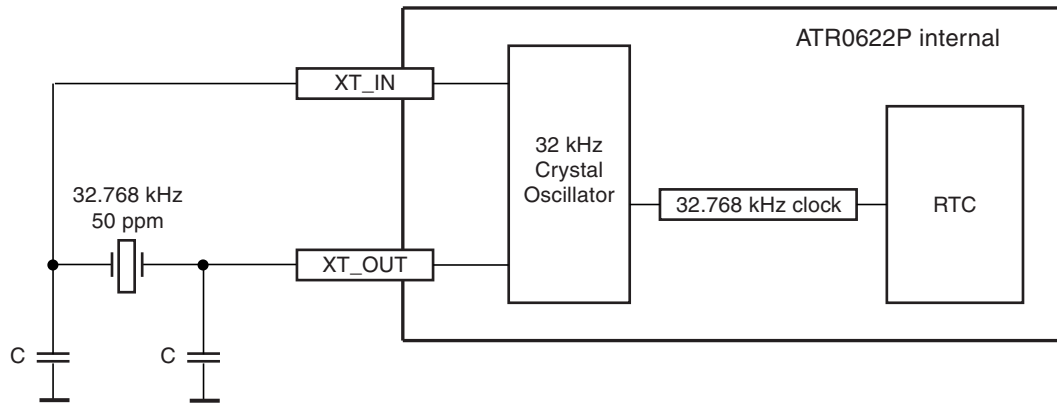 ATR0622P internal
XT_IN
32 kHz
Crystal
Oscillator
32.768 kHz
50 ppm
32.768 kHz clock
RTC
XT_OUT
C
C